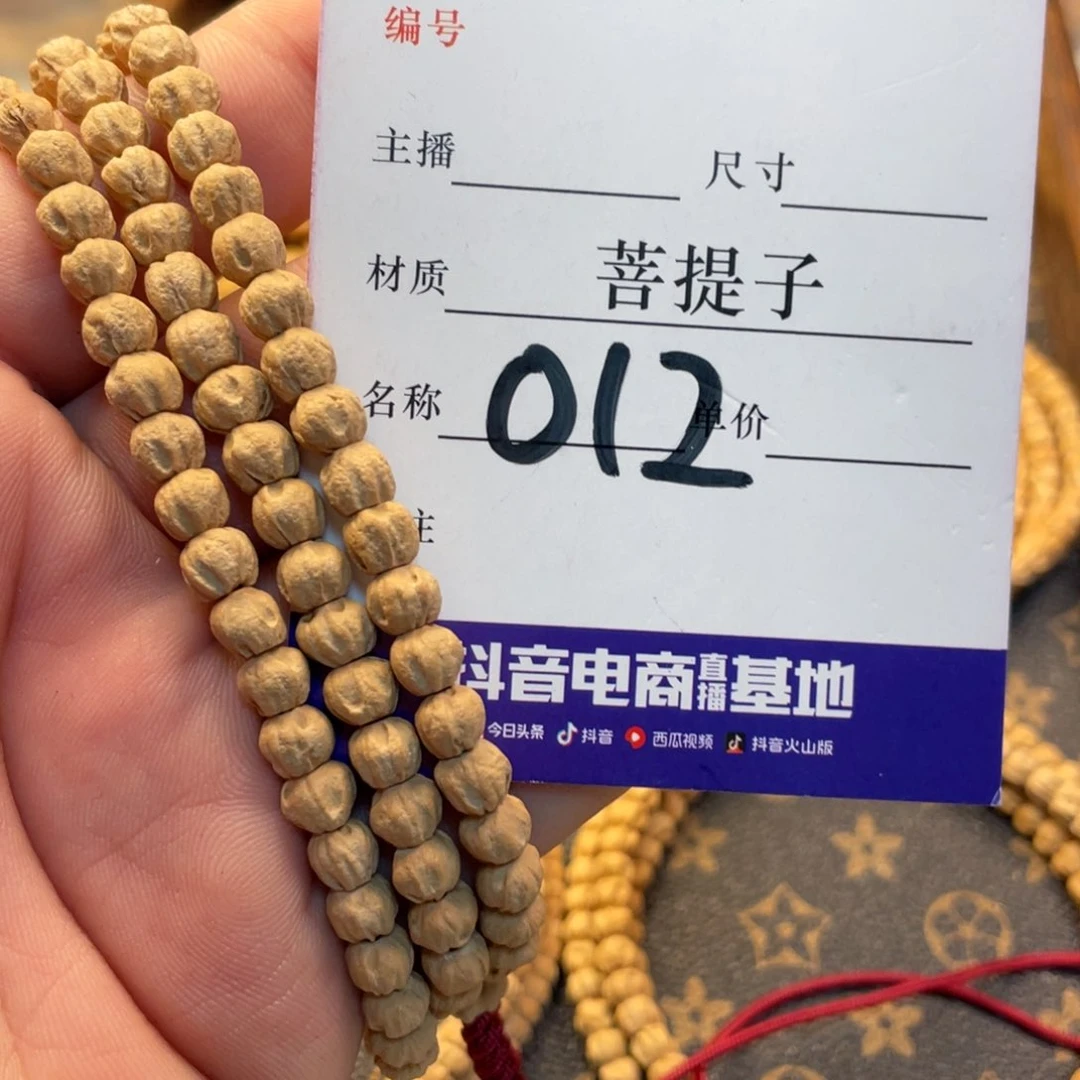 编号
主播 尺寸
材质 菩提子
名称 012 单价
主
抖音电商直播基地
今日头条 抖音 西瓜视频 抖音火山版